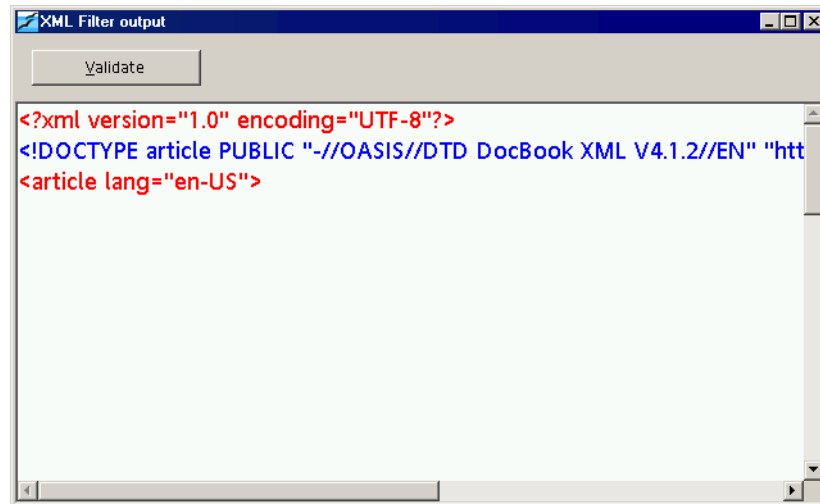 XML Filter output
Validate
<?xml version="1.0" encoding="UTF-8"?>
<!DOCTYPE article PUBLIC "-//OASIS//DTD DocBook XML V4.1.2//EN" "htt
<article lang="en-US">